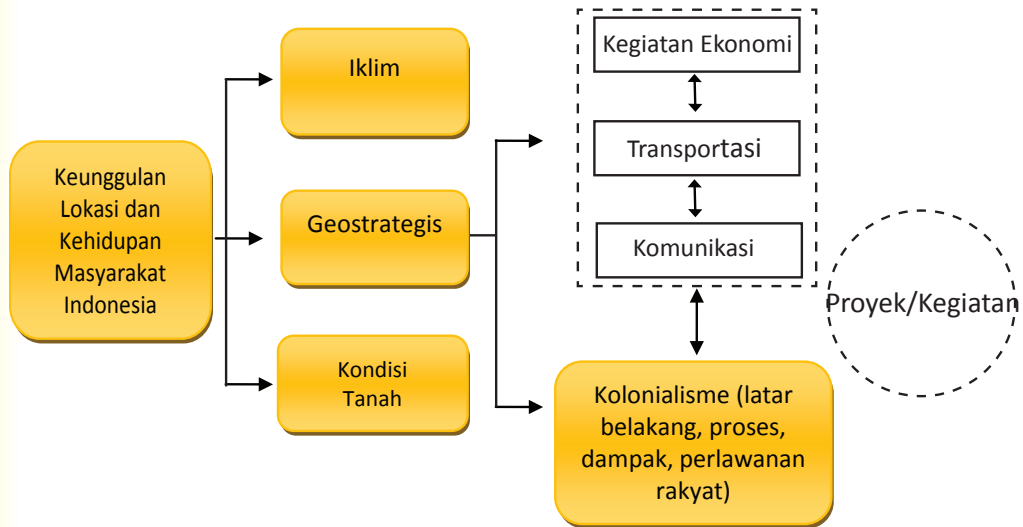 Keunggulan
Lokasi dan
Kehidupan
Masyarakat
Indonesia
Iklim
Geostrategis
Kondisi
Tanah
Kegiatan Ekonomi
Transportasi
Komunikasi
Kolonialisme (latar
belakang, proses,
dampak, perlawanan
rakyat)
Proyek/Kegiatan